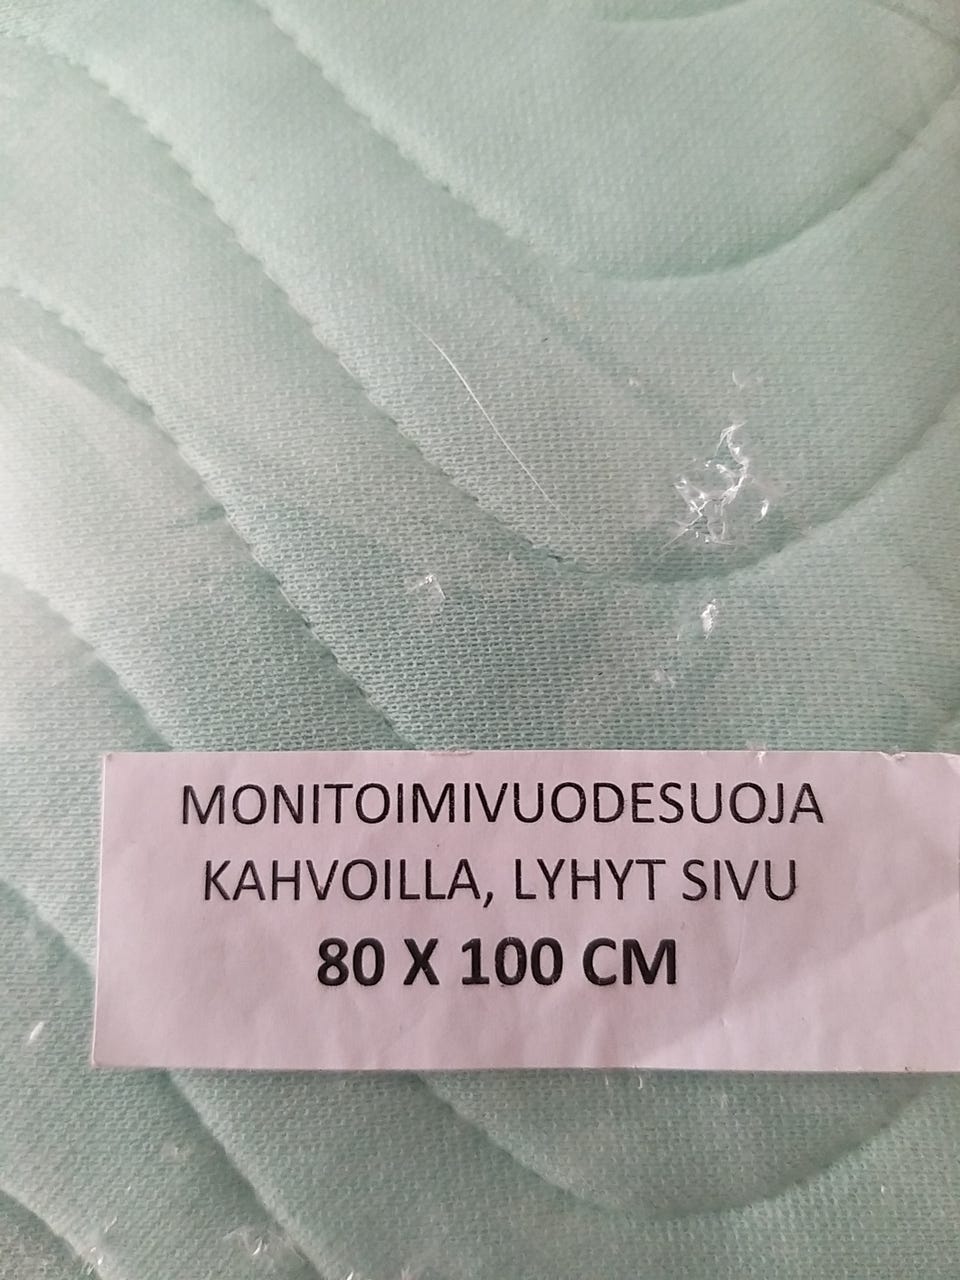 MONITOIMIVUODESUOJA
KAHVOILLA, LYHYT SIVU
80 X 100 CM